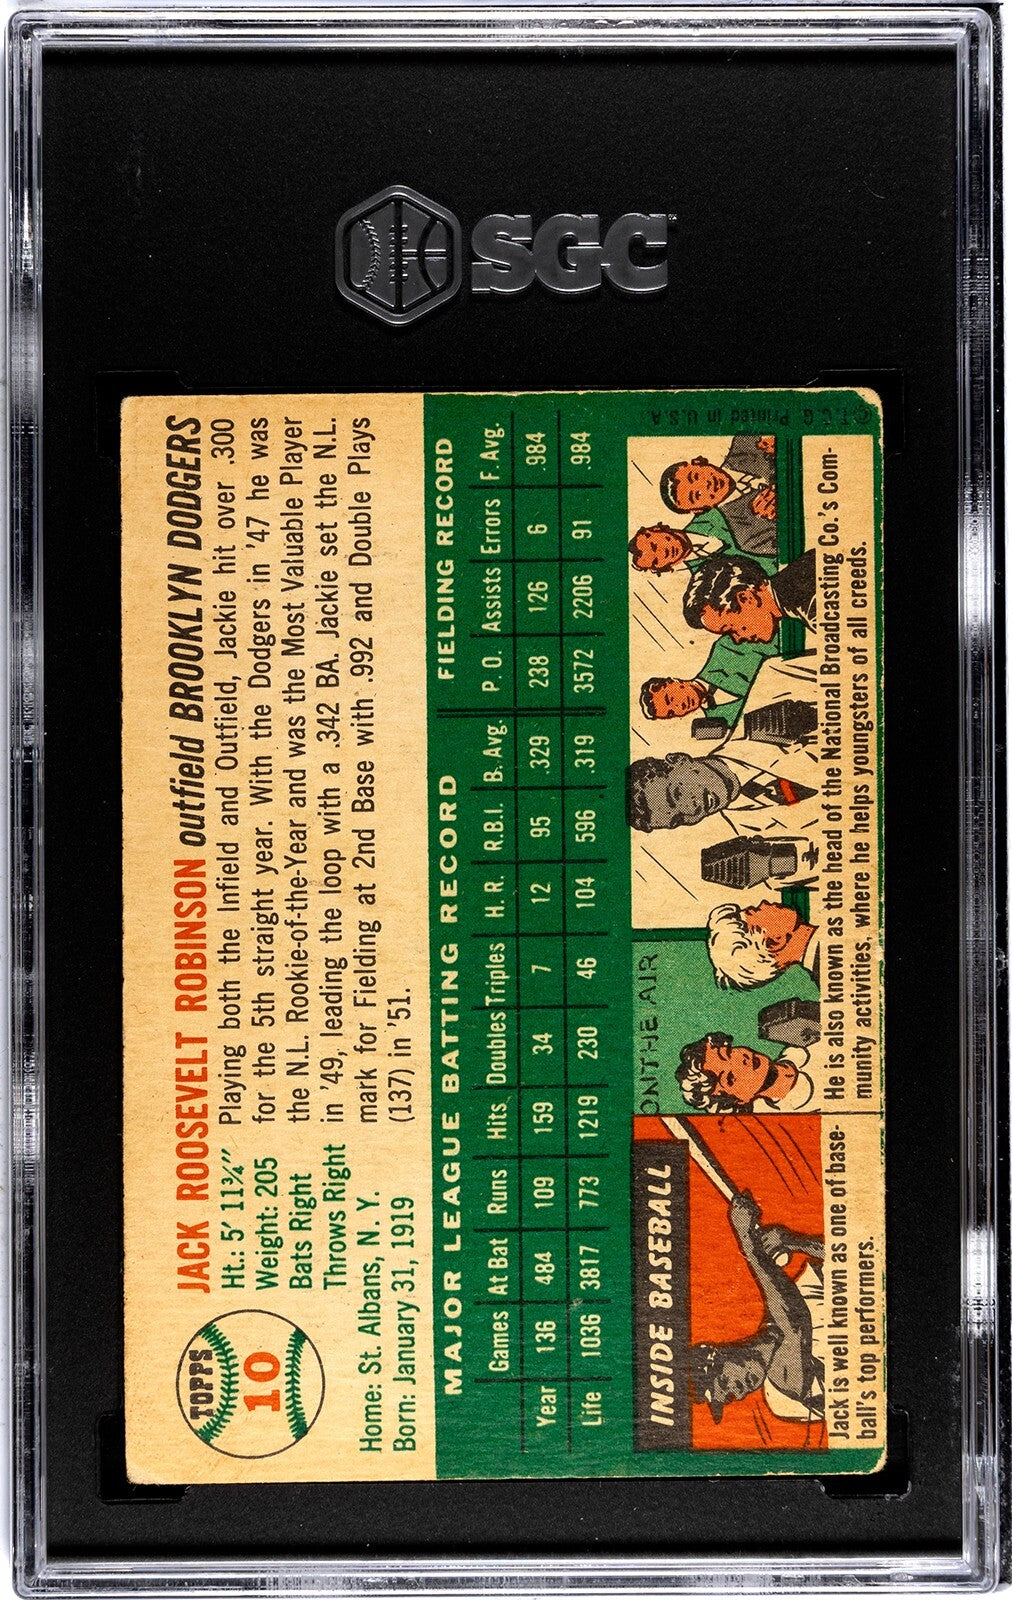 SGC
TOPPS
10
JACK ROOSEVELT ROBINSON outfield BROOKLYN DODGERS
Ht.: 5' 11¾"
Weight: 205
Bats Right
Throws Right
Home: St. Albans, N. Y.
Born: January 31, 1919
Playing both the Infield and Outfield, Jackie hit over .300
for the 5th straight year. With the Dodgers in '47 he was
the N.L. Rookie-of-the-Year and was the Most Valuable Player
in '49, leading the loop with a .342 BA. Jackie set the N.L.
mark for Fielding at 2nd Base with .992 and Double Plays
(137) in '51.
MAJOR LEAGUE BATTING RECORD FIELDING RECORD
Games At Bat Runs Hits Doubles Triples H. R. R.B.I. B. Avg. P. O. Assists Errors F. Avg.
Year 136 484 109 159 34 7 12 95 .329 238 126 6 .984
Life 1036 3817 773 1219 230 46 104 596 .319 3572 2206 91 .984
INSIDE BASEBALL
ON THE AIR
Jack is well known as one of base-
ball's top performers.
He is also known as the head of the National Broadcasting Co.'s Com-
munity activities, where he helps youngsters of all creeds.
© T. C. G. Printed in U. S. A.